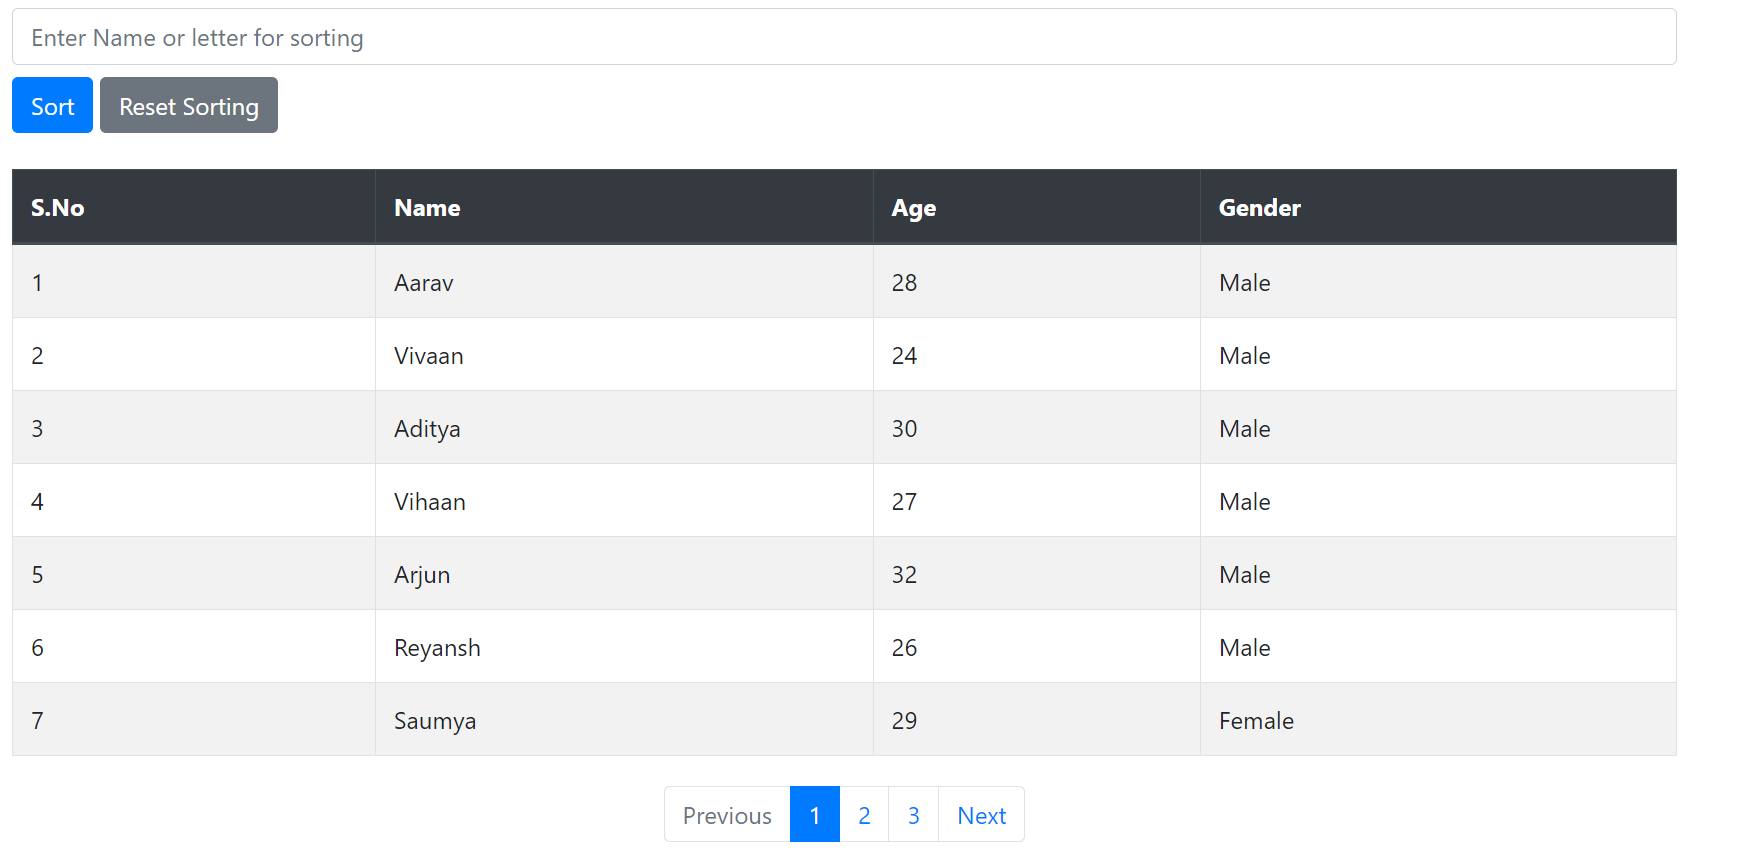 Enter Name or letter for sorting
Sort Reset Sorting
S.No Name Age Gender
1 Aarav 28 Male
2 Vivaan 24 Male
3 Aditya 30 Male
4 Vihaan 27 Male
5 Arjun 32 Male
6 Reyansh 26 Male
7 Saumya 29 Female
Previous 1 2 3 Next